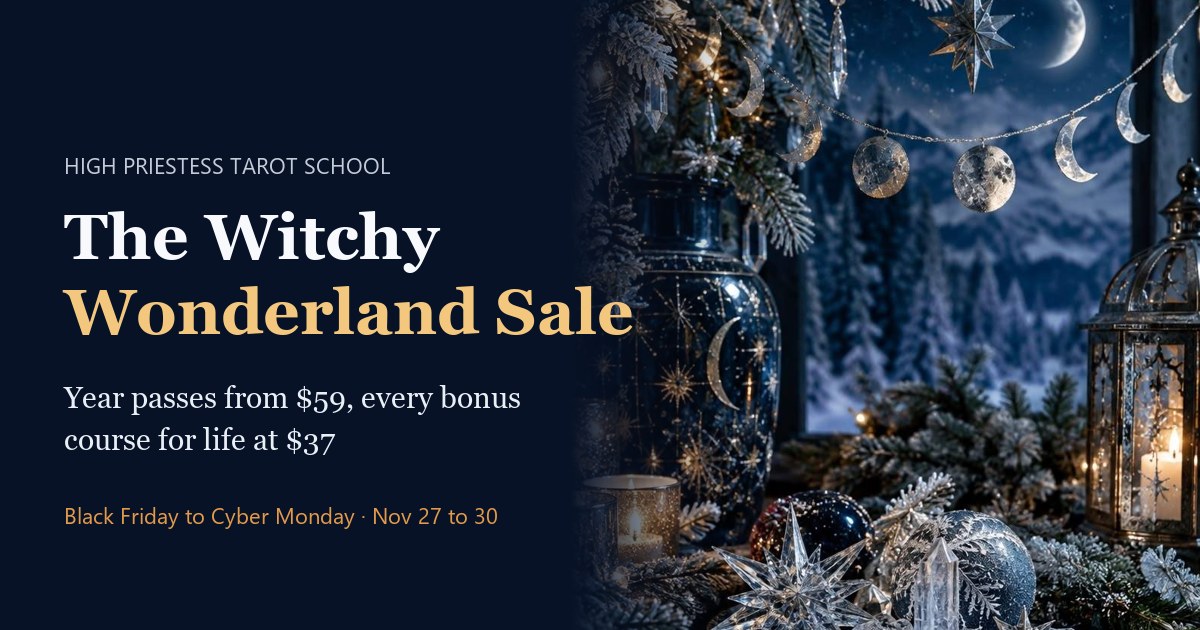 HIGH PRIESTESS TAROT SCHOOL
The Witchy
Wonderland Sale
Year passes from $59, every bonus
course for life at $37
Black Friday to Cyber Monday · Nov 27 to 30